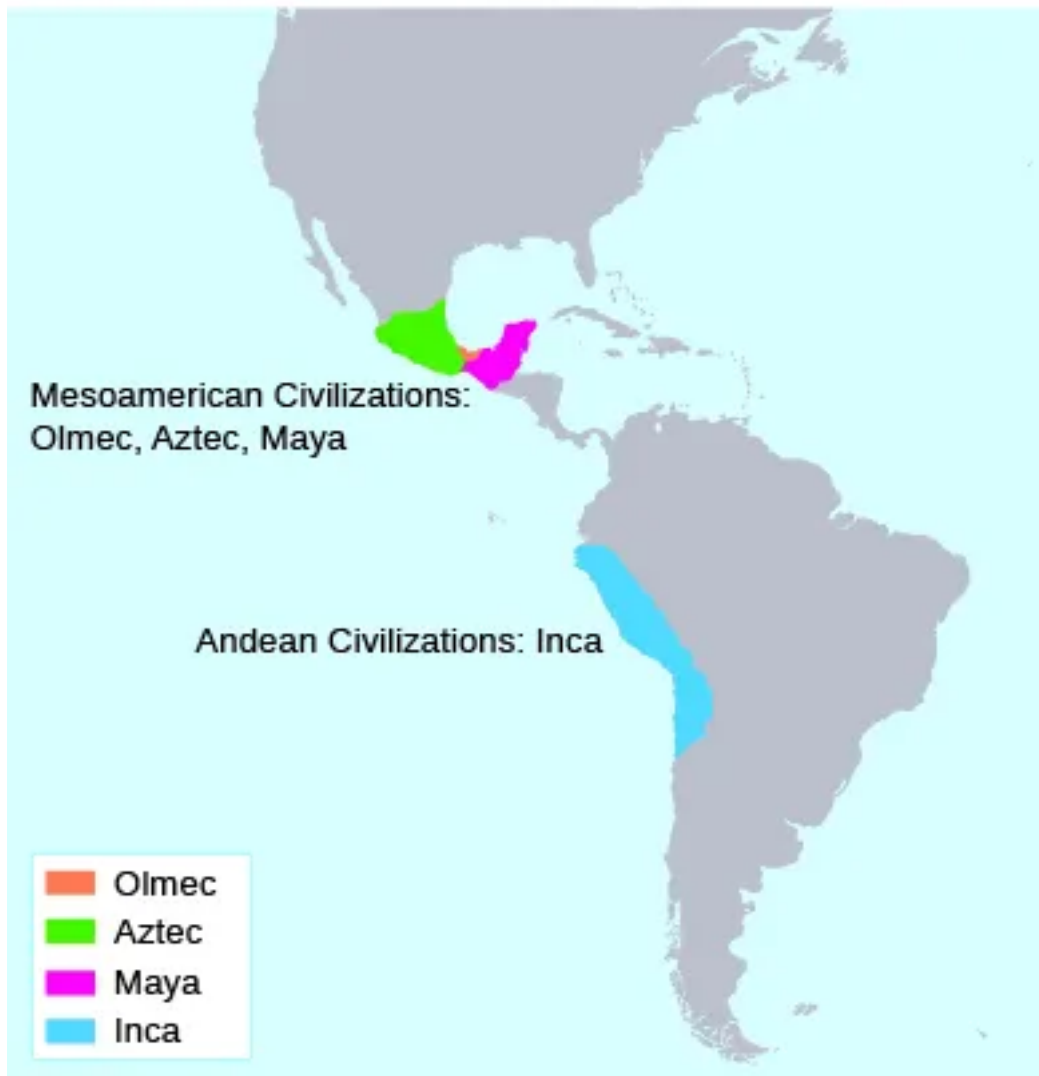 Mesoamerican Civilizations:
Olmec, Aztec, Maya
Andean Civilizations: Inca
Olmec
Aztec
Maya
Inca